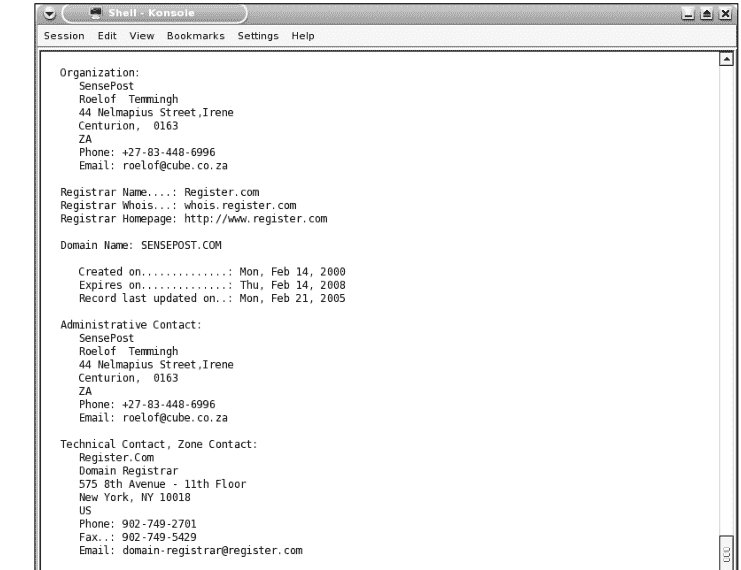 Shell - Konsole
Session Edit View Bookmarks Settings Help
Organization:
SensePost
Roelof Temmingh
44 Nelmapius Street,Irene
Centurion, 0163
ZA
Phone: +27-83-448-6996
Email: roelof@cube.co.za
Registrar Name....: Register.com
Registrar Whois...: whois.register.com
Registrar Homepage: http://www.register.com
Domain Name: SENSEPOST.COM
Created on..............: Mon, Feb 14, 2000
Expires on..............: Thu, Feb 14, 2008
Record last updated on..: Mon, Feb 21, 2005
Administrative Contact:
SensePost
Roelof Temmingh
44 Nelmapius Street,Irene
Centurion, 0163
ZA
Phone: +27-83-448-6996
Email: roelof@cube.co.za
Technical Contact, Zone Contact:
Register.Com
Domain Registrar
575 8th Avenue - 11th Floor
New York, NY 10018
US
Phone: 902-749-2701
Fax..: 902-749-5429
Email: domain-registrar@register.com